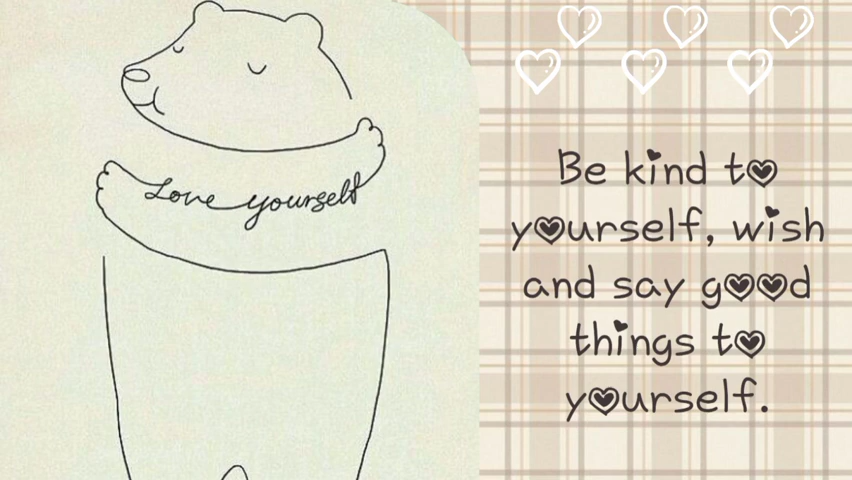 Love yourself
Be kind to
yourself, wish
and say good
things to
yourself.